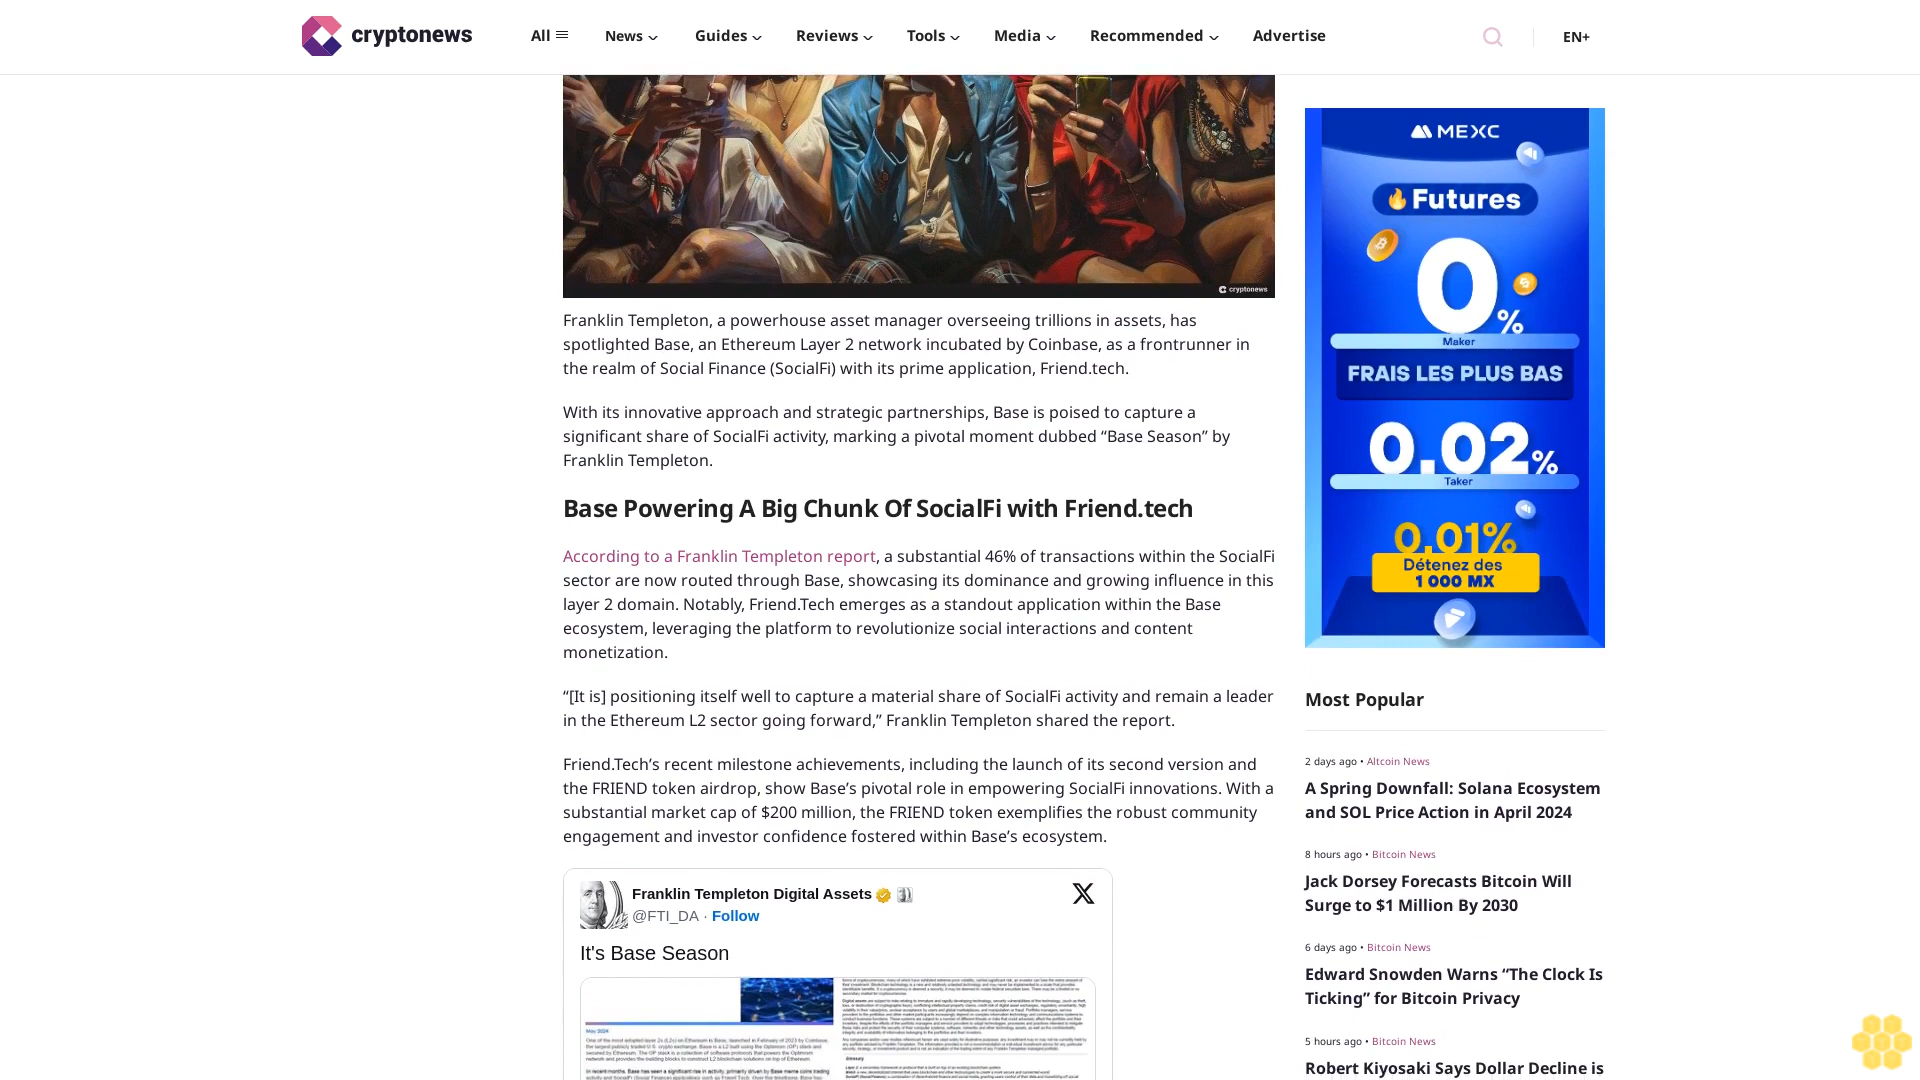 cryptonews
All
News
Guides
Reviews
Tools
Media
Recommended
Advertise
EN+
cryptonews
Franklin Templeton, a powerhouse asset manager overseeing trillions in assets, has
spotlighted Base, an Ethereum Layer 2 network incubated by Coinbase, as a frontrunner in
the realm of Social Finance (SocialFi) with its prime application, Friend.tech.
With its innovative approach and strategic partnerships, Base is poised to capture a
significant share of SocialFi activity, marking a pivotal moment dubbed “Base Season” by
Franklin Templeton.
Base Powering A Big Chunk Of SocialFi with Friend.tech
According to a Franklin Templeton report, a substantial 46% of transactions within the SocialFi
sector are now routed through Base, showcasing its dominance and growing influence in this
layer 2 domain. Notably, Friend.Tech emerges as a standout application within the Base
ecosystem, leveraging the platform to revolutionize social interactions and content
monetization.
“[It is] positioning itself well to capture a material share of SocialFi activity and remain a leader
in the Ethereum L2 sector going forward,” Franklin Templeton shared the report.
Friend.Tech’s recent milestone achievements, including the launch of its second version and
the FRIEND token airdrop, show Base’s pivotal role in empowering SocialFi innovations. With a
substantial market cap of $200 million, the FRIEND token exemplifies the robust community
engagement and investor confidence fostered within Base’s ecosystem.
Franklin Templeton Digital Assets
@FTI_DA · Follow
It's Base Season
May 2024
MEXC
Futures
0%
Maker
FRAIS LES PLUS BAS
0.02%
Taker
0.01%
Détenez des
1 000 MX
Most Popular
2 days ago • Altcoin News
A Spring Downfall: Solana Ecosystem
and SOL Price Action in April 2024
8 hours ago • Bitcoin News
Jack Dorsey Forecasts Bitcoin Will
Surge to $1 Million By 2030
6 days ago • Bitcoin News
Edward Snowden Warns “The Clock Is
Ticking” for Bitcoin Privacy
5 hours ago • Bitcoin News
Robert Kiyosaki Says Dollar Decline is